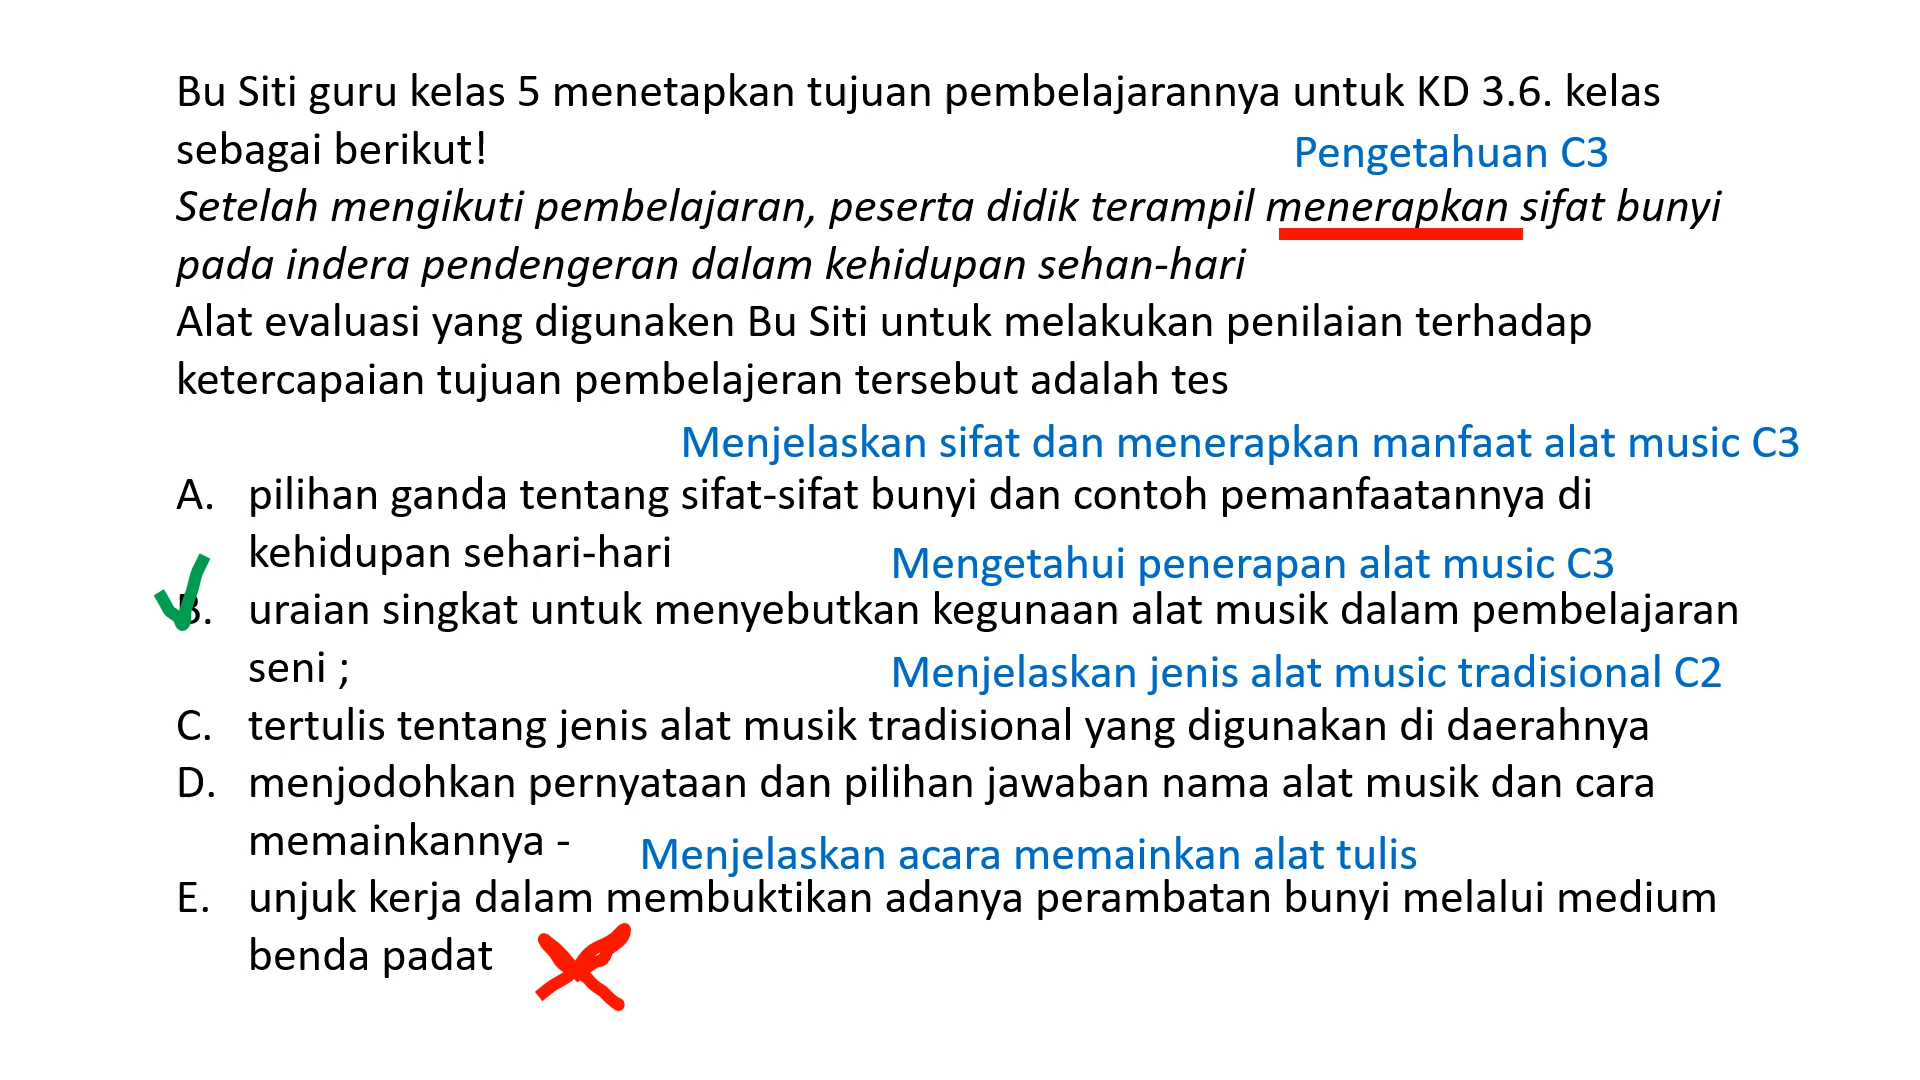 Bu Siti guru kelas 5 menetapkan tujuan pembelajarannya untuk KD 3.6. kelas
sebagai berikut!
Pengetahuan C3
Setelah mengikuti pembelajaran, peserta didik terampil menerapkan sifat bunyi
pada indera pendengeran dalam kehidupan sehan-hari
Alat evaluasi yang digunaken Bu Siti untuk melakukan penilaian terhadap
ketercapaian tujuan pembelajeran tersebut adalah tes
Menjelaskan sifat dan menerapkan manfaat alat music C3
A. pilihan ganda tentang sifat-sifat bunyi dan contoh pemanfaatannya di
kehidupan sehari-hari
Mengetahui penerapan alat music C3
B. uraian singkat untuk menyebutkan kegunaan alat musik dalam pembelajaran
seni ;
Menjelaskan jenis alat music tradisional C2
C. tertulis tentang jenis alat musik tradisional yang digunakan di daerahnya
D. menjodohkan pernyataan dan pilihan jawaban nama alat musik dan cara
memainkannya -
Menjelaskan acara memainkan alat tulis
E. unjuk kerja dalam membuktikan adanya perambatan bunyi melalui medium
benda padat